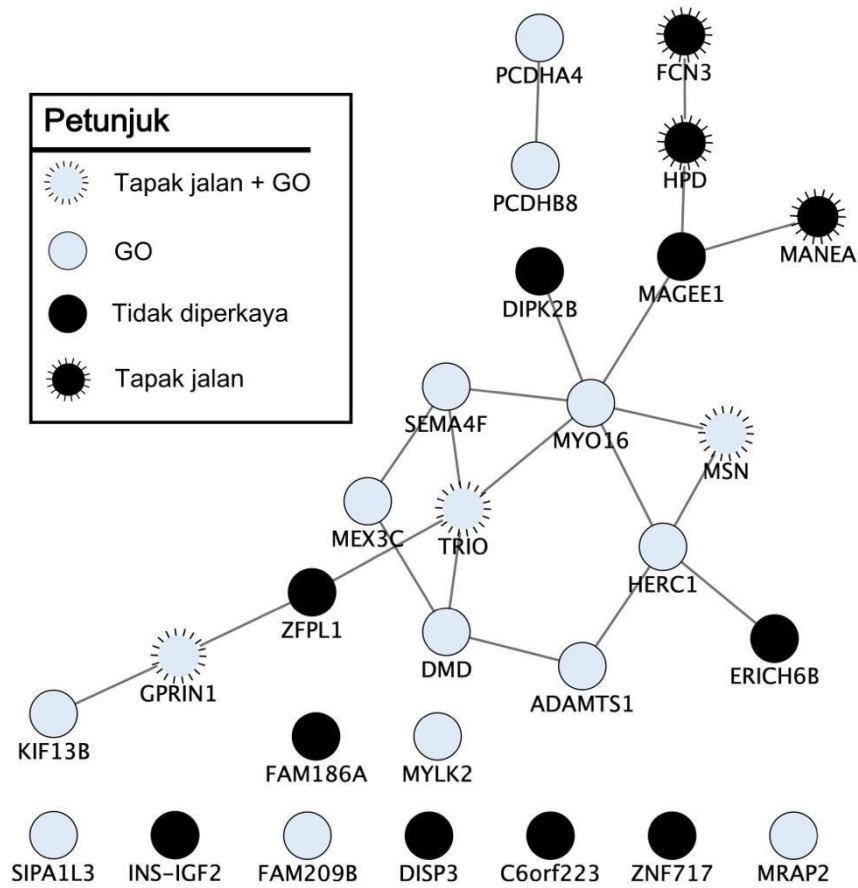 PCDHA4
FCN3
Petunjuk
Tapak jalan + GO
GO
Tidak diperkaya
Tapak jalan
PCDHB8
HPD
MANEA
MAGEE1
DIPK2B
SEMA4F
MYO16
MSN
MEX3C
TRIO
HERC1
ZFPL1
DMD
ERICH6B
GPRIN1
ADAMTS1
KIF13B
FAM186A
MYLK2
SIPA1L3
INS-IGF2
FAM209B
DISP3
C6orf223
ZNF717
MRAP2